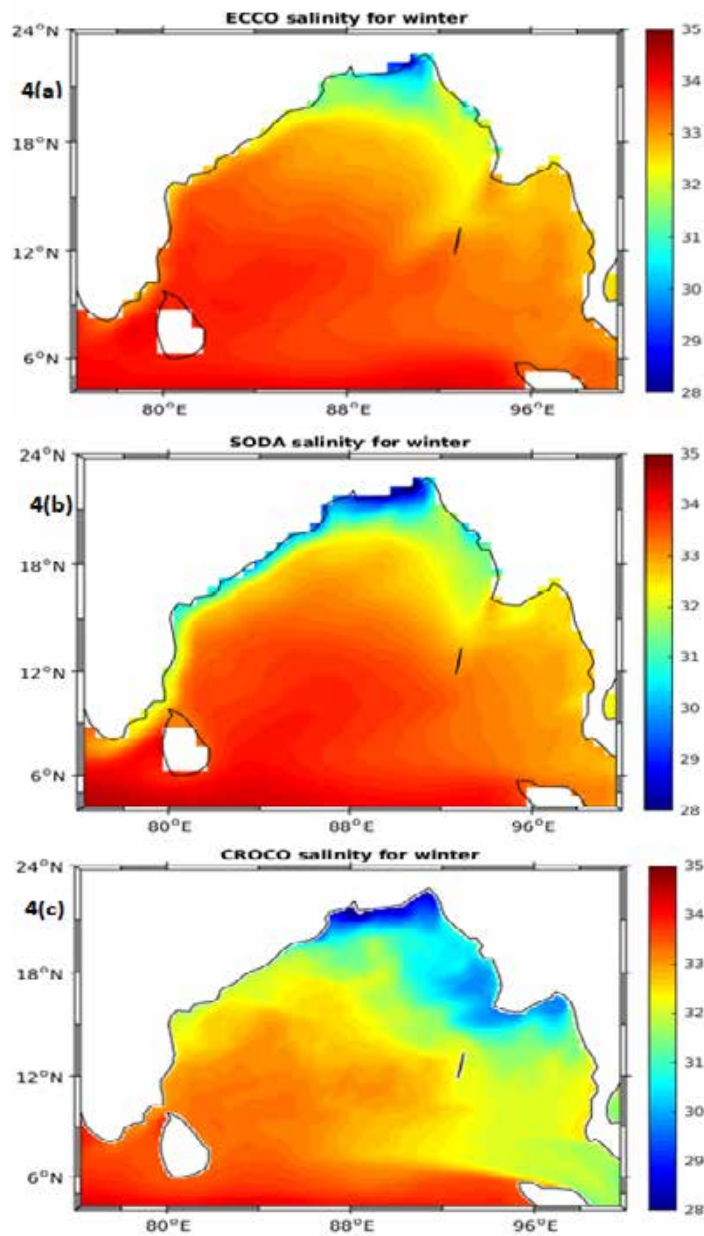 ECCO salinity for winter
4(a)
24°N
18°N
12°N
6°N
80°E 88°E 96°E
35
34
33
32
31
30
29
28
SODA salinity for winter
4(b)
24°N
18°N
12°N
6°N
80°E 88°E 96°E
35
34
33
32
31
30
29
28
CROCO salinity for winter
4(c)
24°N
18°N
12°N
6°N
80°E 88°E 96°E
35
34
33
32
31
30
29
28